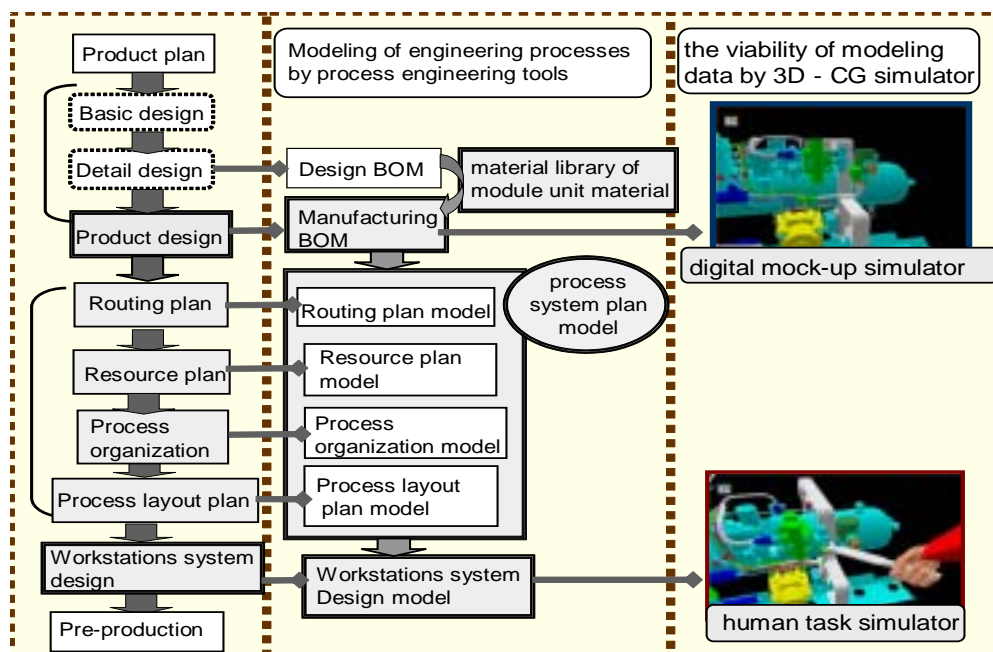 Product plan
Basic design
Detail design
Product design
Routing plan
Resource plan
Process
organization
Process layout plan
Workstations system
design
Pre-production
Modeling of engineering processes
by process engineering tools
Design BOM
material library of
module unit material
Manufacturing
BOM
process
system plan
model
Routing plan model
Resource plan
model
Process
organization model
Process layout
plan model
Workstations system
Design model
the viability of modeling
data by 3D - CG simulator
digital mock-up simulator
human task simulator